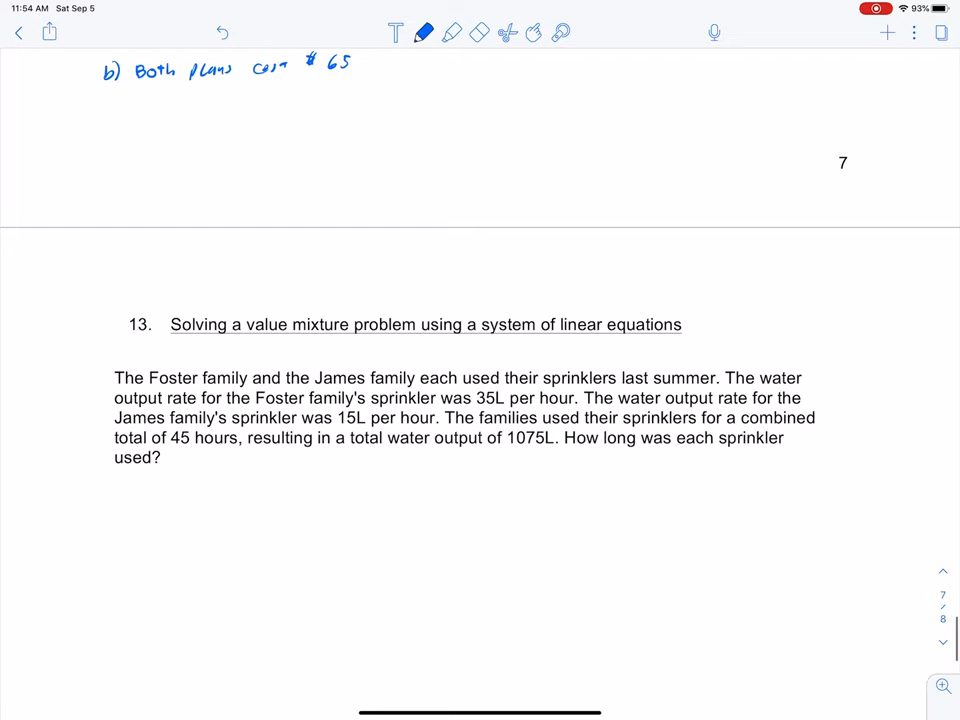 11:54 AM Sat Sep 5
93%
b) Both plans cost $65
7
13. Solving a value mixture problem using a system of linear equations
The Foster family and the James family each used their sprinklers last summer. The water
output rate for the Foster family's sprinkler was 35L per hour. The water output rate for the
James family's sprinkler was 15L per hour. The families used their sprinklers for a combined
total of 45 hours, resulting in a total water output of 1075L. How long was each sprinkler
used?
7
/
8